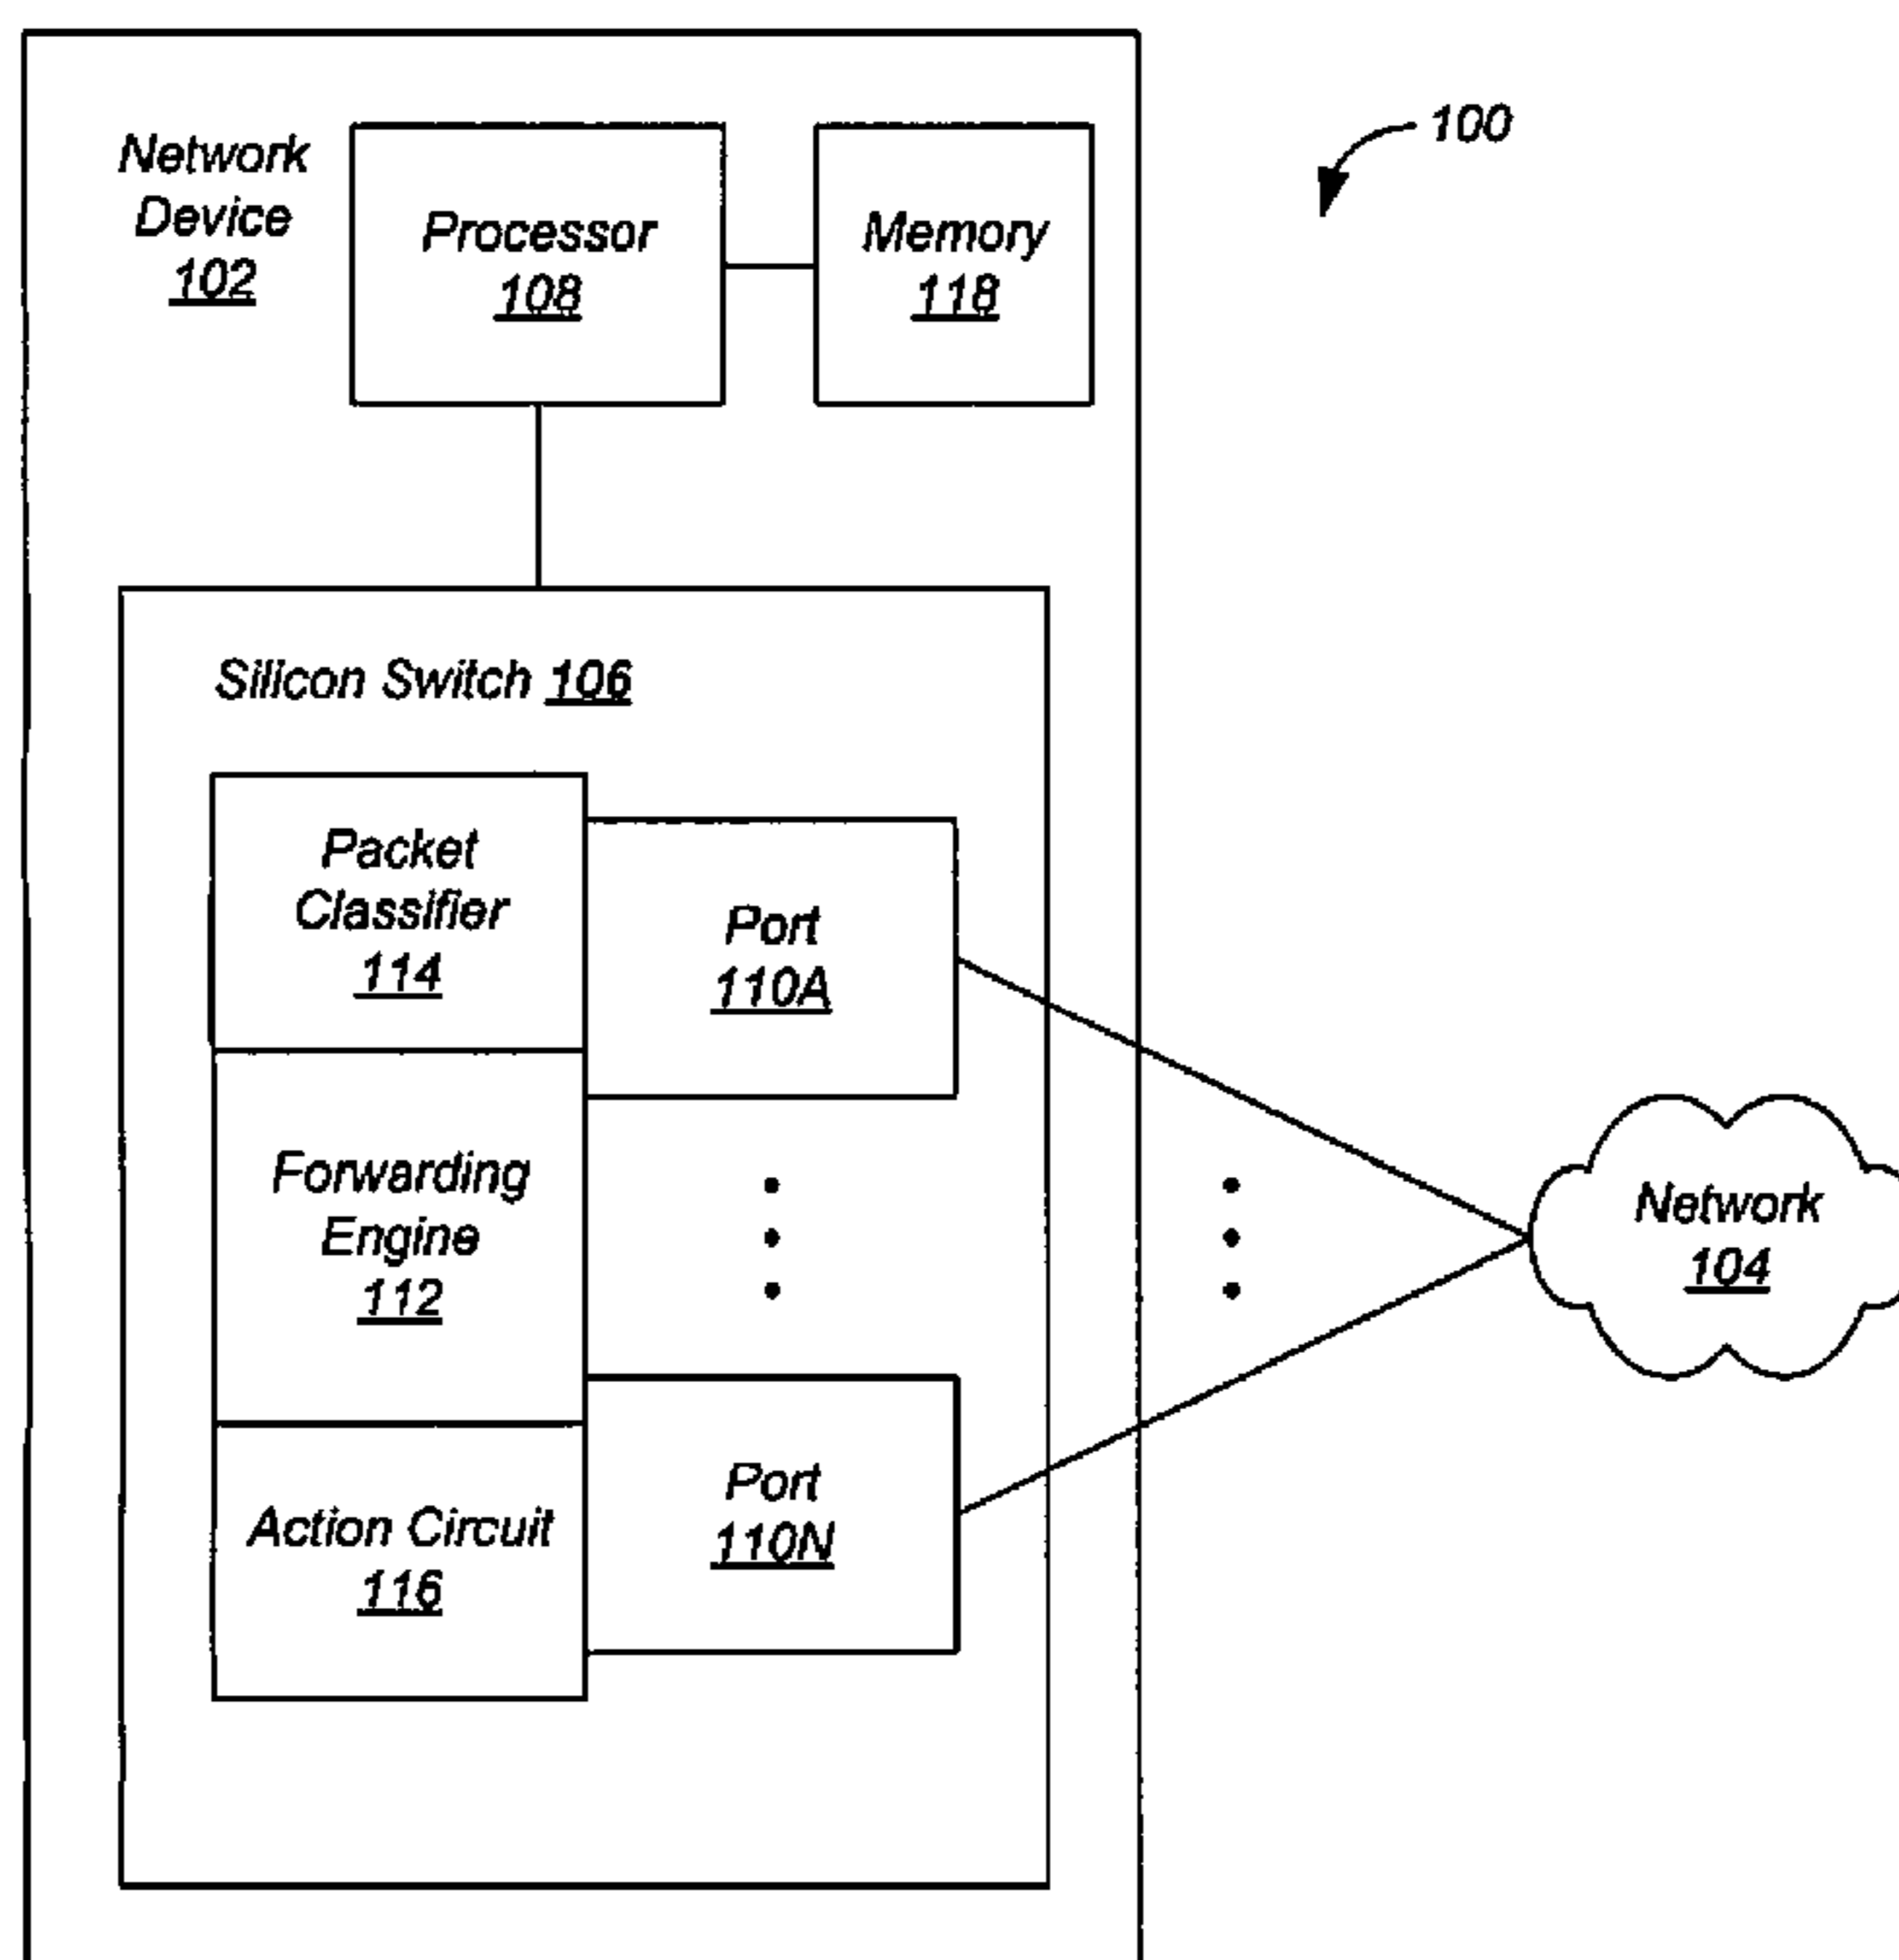 100
Network
Device
102
Processor
108
Memory
118
Silicon Switch 106
Packet
Classifier
114
Port
110A
Forwarding
Engine
112
Network
104
Action Circuit
116
Port
110N